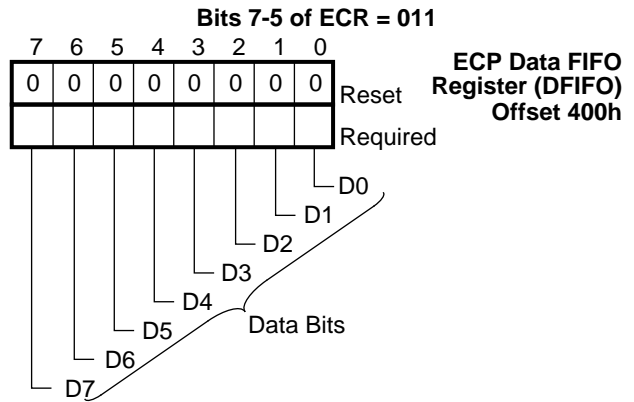 Bits 7-5 of ECR = 011
7 6 5 4 3 2 1 0
ECP Data FIFO
Register (DFIFO)
Offset 400h
0 0 0 0 0 0 0 0
Reset
Required
D0
D1
D2
D3
D4
D5
D6
D7
Data Bits